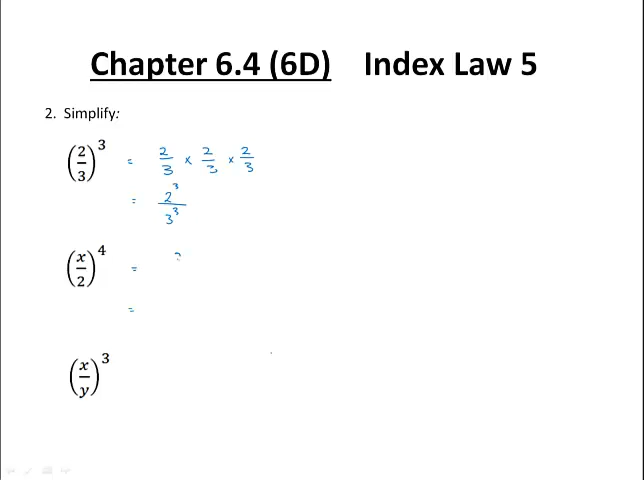 Chapter 6.4 (6D) Index Law 5
2. Simplify:
(2/3)^3 = 2/3 × 2/3 × 2/3
= 2^3/3^3
(x/2)^4 =
=
(x/y)^3